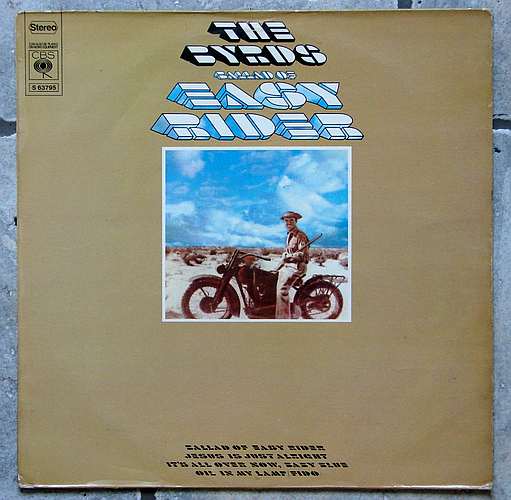 Stereo
CBS
S 63795
THE
BYRDS
BALLAD OF
EASY
RIDER
BALLAD OF EASY RIDER
JESUS IS JUST ALRIGHT
IT'S ALL OVER NOW, BABY BLUE
OIL IN MY LAMP/FIDO